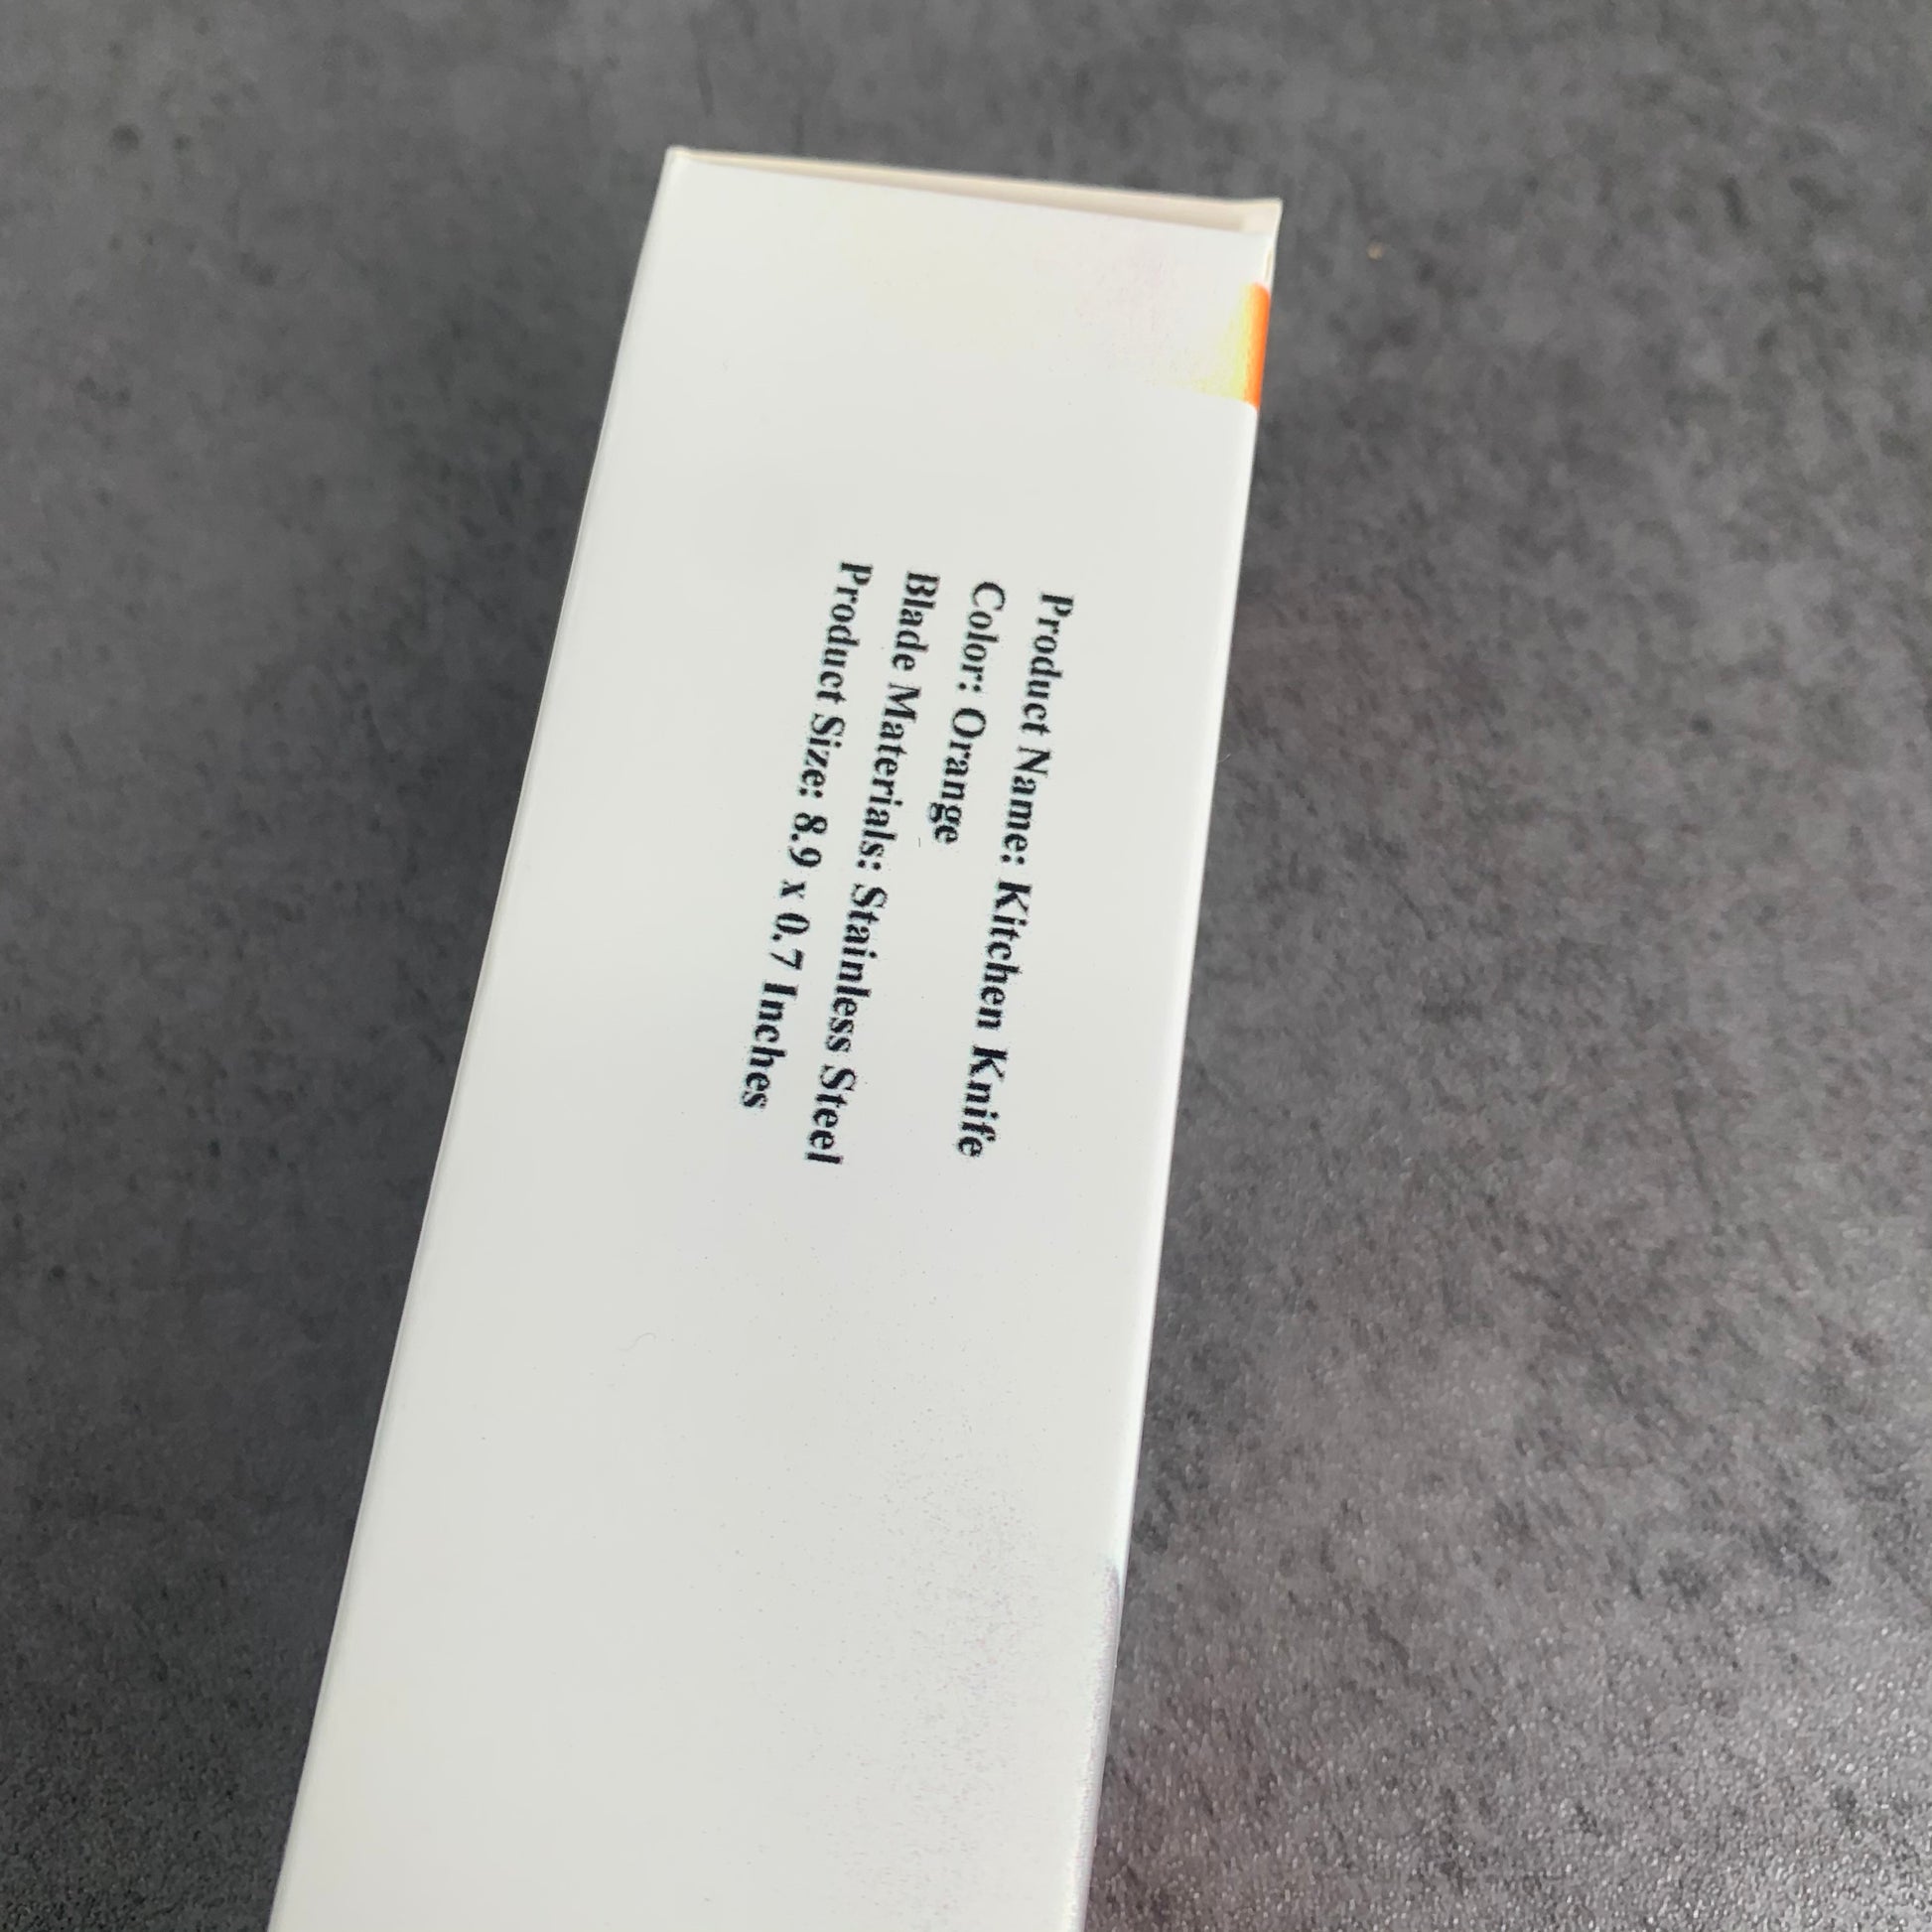 Product Name: Kitchen Knife
Color: Orange
Blade Materials: Stainless Steel
Product Size: 8.9 x 0.7 Inches